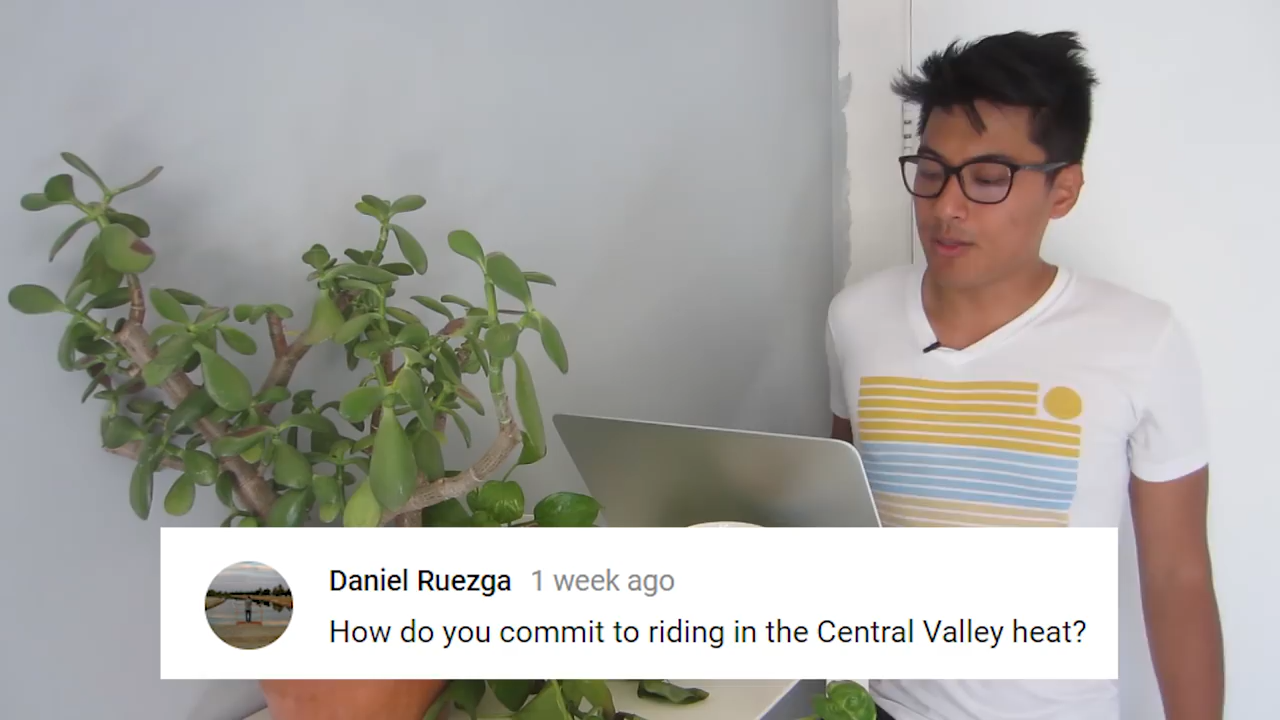 Daniel Ruezga 1 week ago
How do you commit to riding in the Central Valley heat?